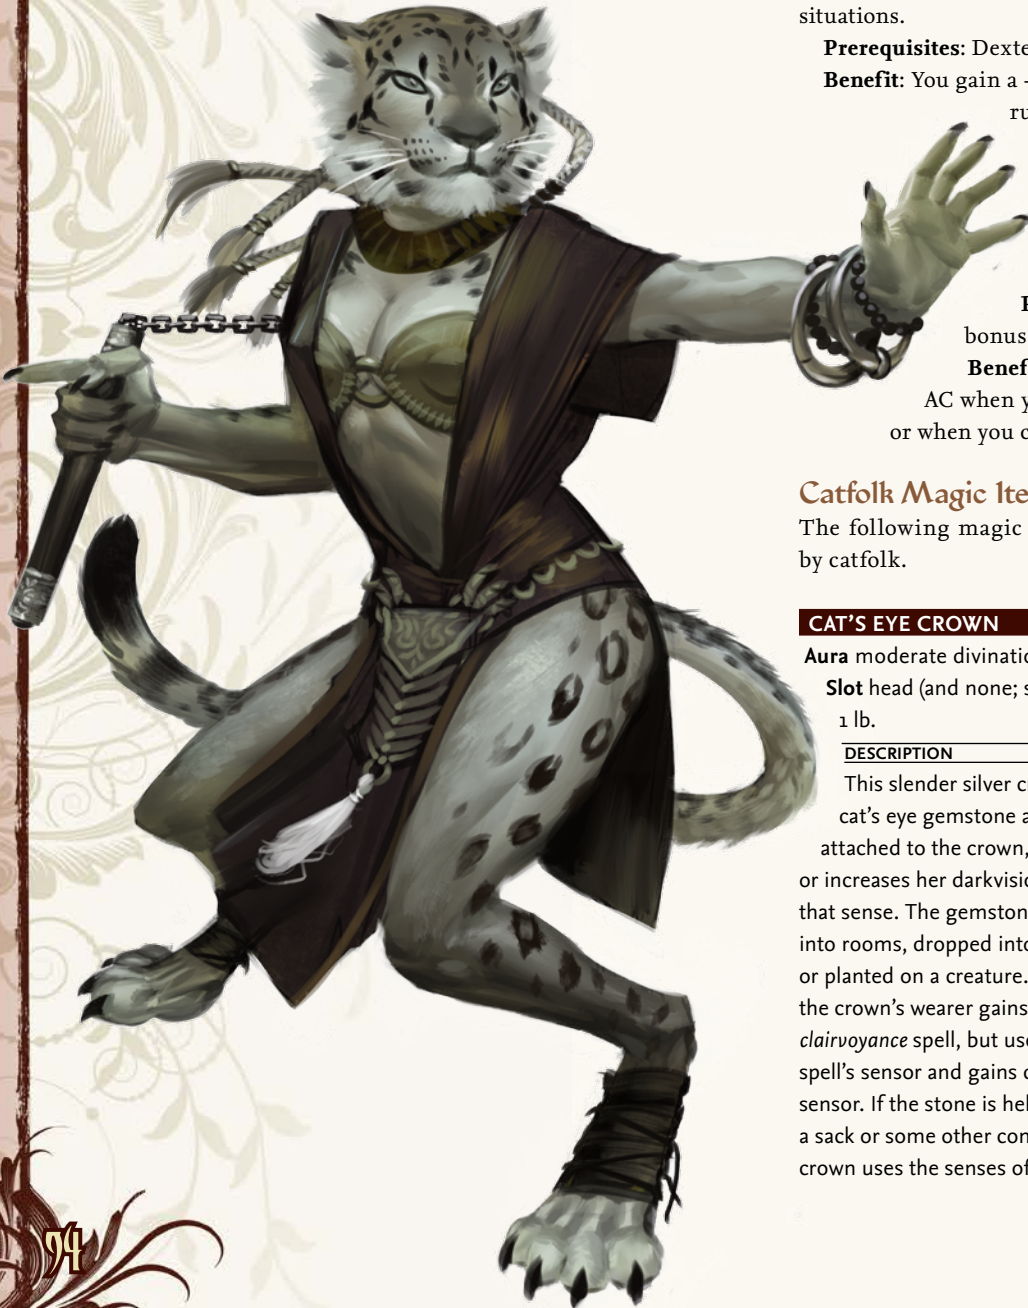 situations.
Prerequisites: Dexte
Benefit: You gain a
ru
bonus
Benef
AC when y
or when you c
Catfolk Magic Ite
The following magic
by catfolk.
CAT'S EYE CROWN
Aura moderate divinatio
Slot head (and none; s
1 lb.
DESCRIPTION
This slender silver c
cat's eye gemstone a
attached to the crown,
or increases her darkvisio
that sense. The gemston
into rooms, dropped into
or planted on a creature.
the crown's wearer gains
clairvoyance spell, but us
spell's sensor and gains
sensor. If the stone is hel
a sack or some other con
crown uses the senses of
94